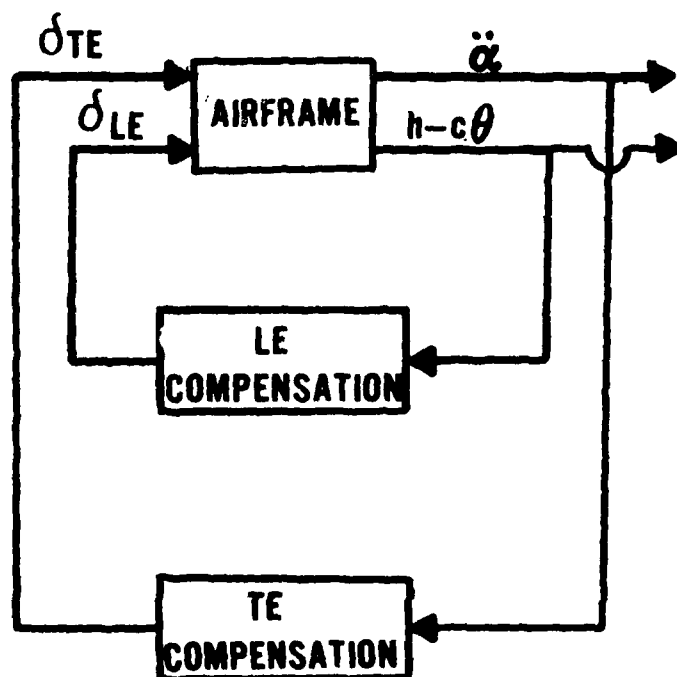 δTE
α̈
δLE
AIRFRAME
h-cθ
LE
COMPENSATION
TE
COMPENSATION